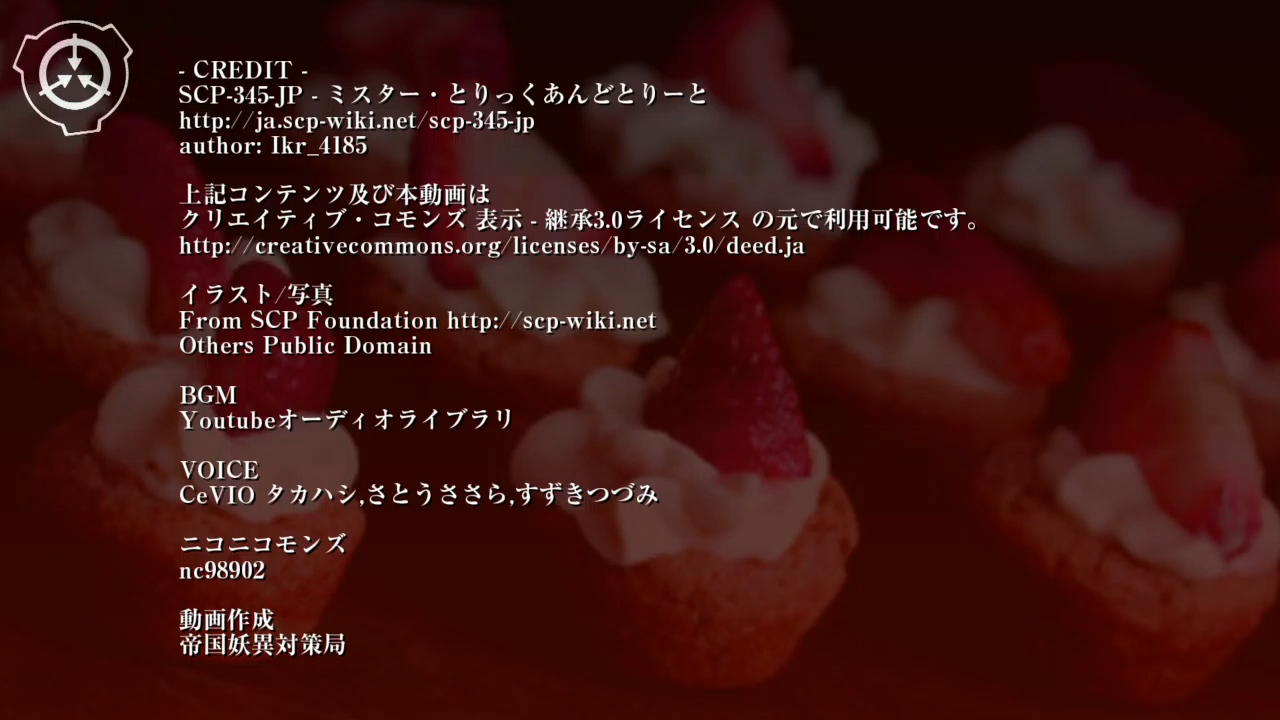 - CREDIT -
SCP-345-JP - ミスター・とりっくあんどとりーと
http://ja.scp-wiki.net/scp-345-jp
author: Ikr_4185
上記コンテンツ及び本動画は
クリエイティブ・コモンズ 表示 - 継承3.0ライセンス の元で利用可能です。
http://creativecommons.org/licenses/by-sa/3.0/deed.ja
イラスト/写真
From SCP Foundation http://scp-wiki.net
Others Public Domain
BGM
Youtubeオーディオライブラリ
VOICE
CeVIO タカハシ,さとうささら,すずきつづみ
ニコニコモンズ
nc98902
動画作成
帝国妖異対策局